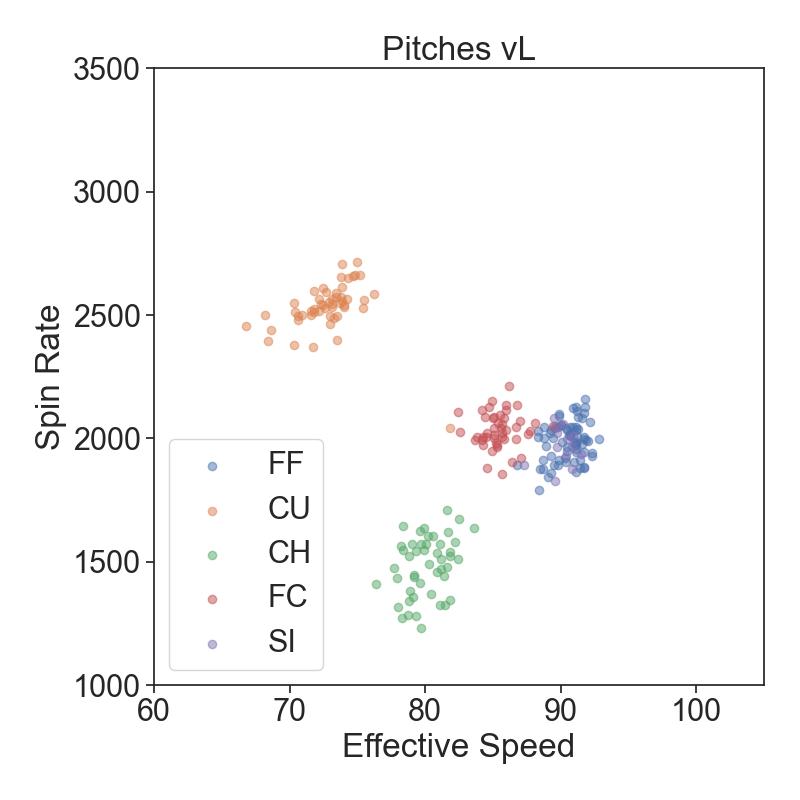 Pitches vL
3500
3000
2500
2000
1500
1000
Spin Rate
FF
CU
CH
FC
SI
60 70 80 90 100
Effective Speed